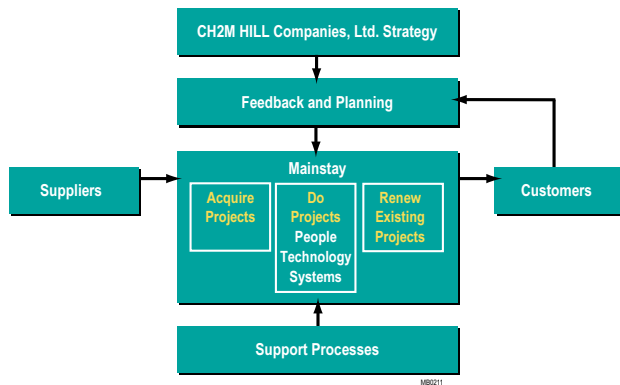 CH2M HILL Companies, Ltd. Strategy
Feedback and Planning
Mainstay
Suppliers
Acquire
Projects
Do
Projects
People
Technology
Systems
Renew
Existing
Projects
Customers
Support Processes
MB0211